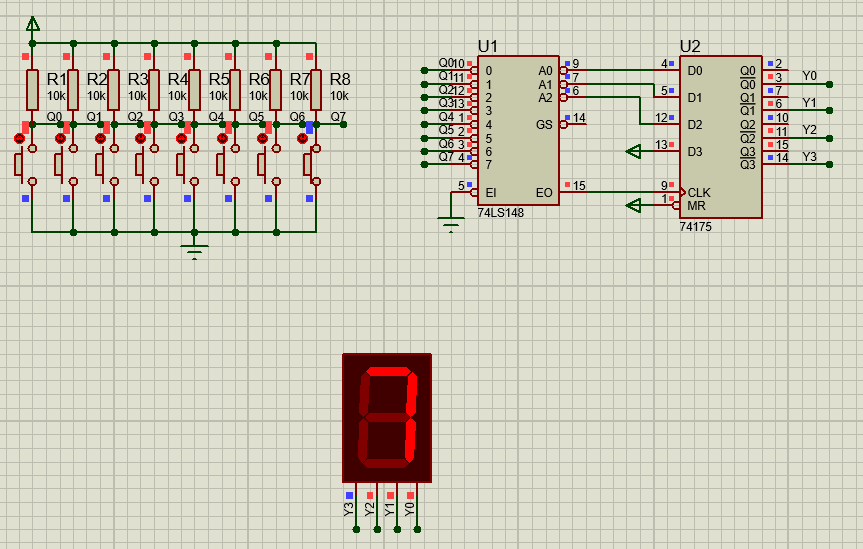 R1 R2 R3 R4 R5 R6 R7 R8
10k 10k 10k 10k 10k 10k 10k 10k
Q0 Q1 Q2 Q3 Q4 Q5 Q6 Q7
U1
Q0 10 0 A0 9
Q1 11 1 A1 7
Q2 12 2 A2 6
Q3 13 3
Q4 1 4 GS 14
Q5 2 5
Q6 3 6
Q7 4 7
5 EI EO 15
74LS148
U2
4 D0 Q0 2
Q0 3 Y0
5 D1 Q1 7
Q1 6 Y1
12 D2 Q2 10
Q2 11 Y2
13 D3 Q3 15
Q3 14 Y3
9 CLK
1 MR
74175
Y3 Y2 Y1 Y0